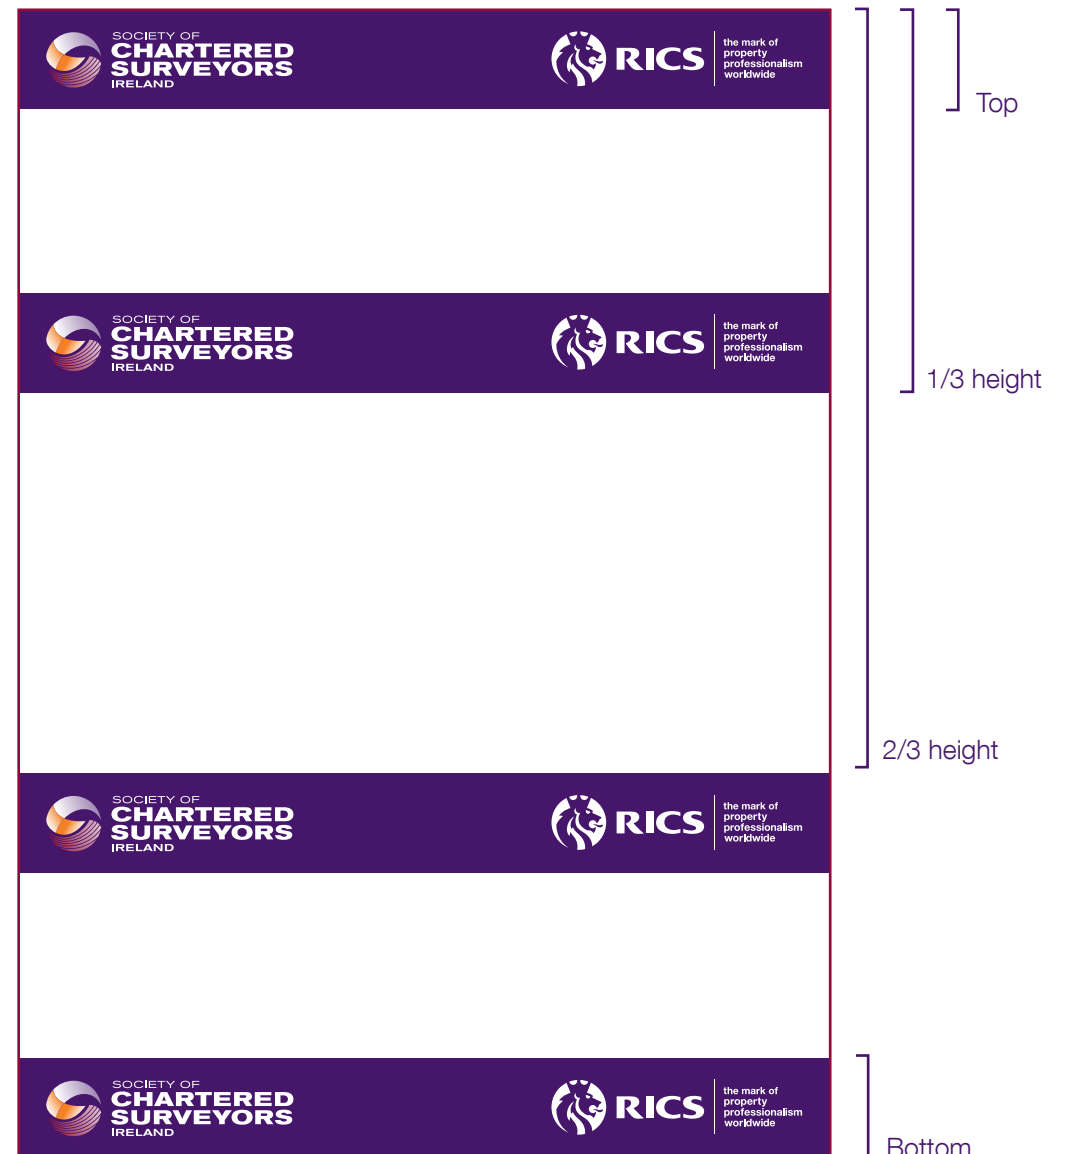 SOCIETY OF
CHARTERED
SURVEYORS
IRELAND
RICS
the mark of
property
professionalism
worldwide
Top
SOCIETY OF
CHARTERED
SURVEYORS
IRELAND
RICS
the mark of
property
professionalism
worldwide
1/3 height
2/3 height
SOCIETY OF
CHARTERED
SURVEYORS
IRELAND
RICS
the mark of
property
professionalism
worldwide
SOCIETY OF
CHARTERED
SURVEYORS
IRELAND
RICS
the mark of
property
professionalism
worldwide
Bottom